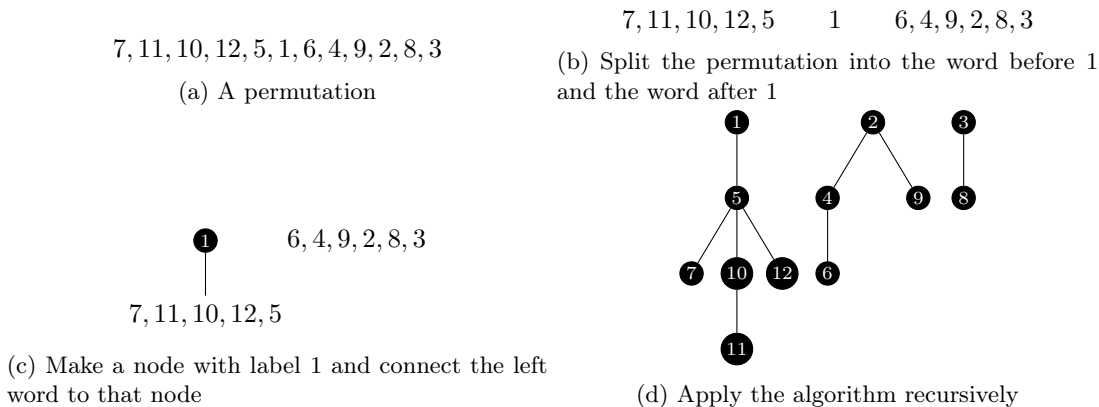 7, 11, 10, 12, 5, 1, 6, 4, 9, 2, 8, 3
(a) A permutation
7, 11, 10, 12, 5 1 6, 4, 9, 2, 8, 3
(b) Split the permutation into the word before 1
and the word after 1
1
6, 4, 9, 2, 8, 3
7, 11, 10, 12, 5
(c) Make a node with label 1 and connect the left
word to that node
1 2 3
5 4 9 8
7 10 12 6
11
(d) Apply the algorithm recursively